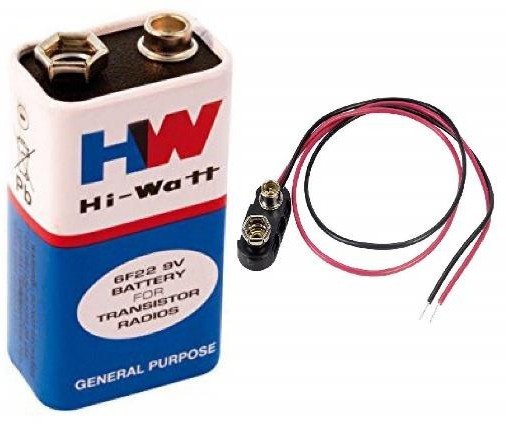 HW
Hi-Watt
6F22 9V
BATTERY
FOR
TRANSISTOR
RADIOS
GENERAL PURPOSE